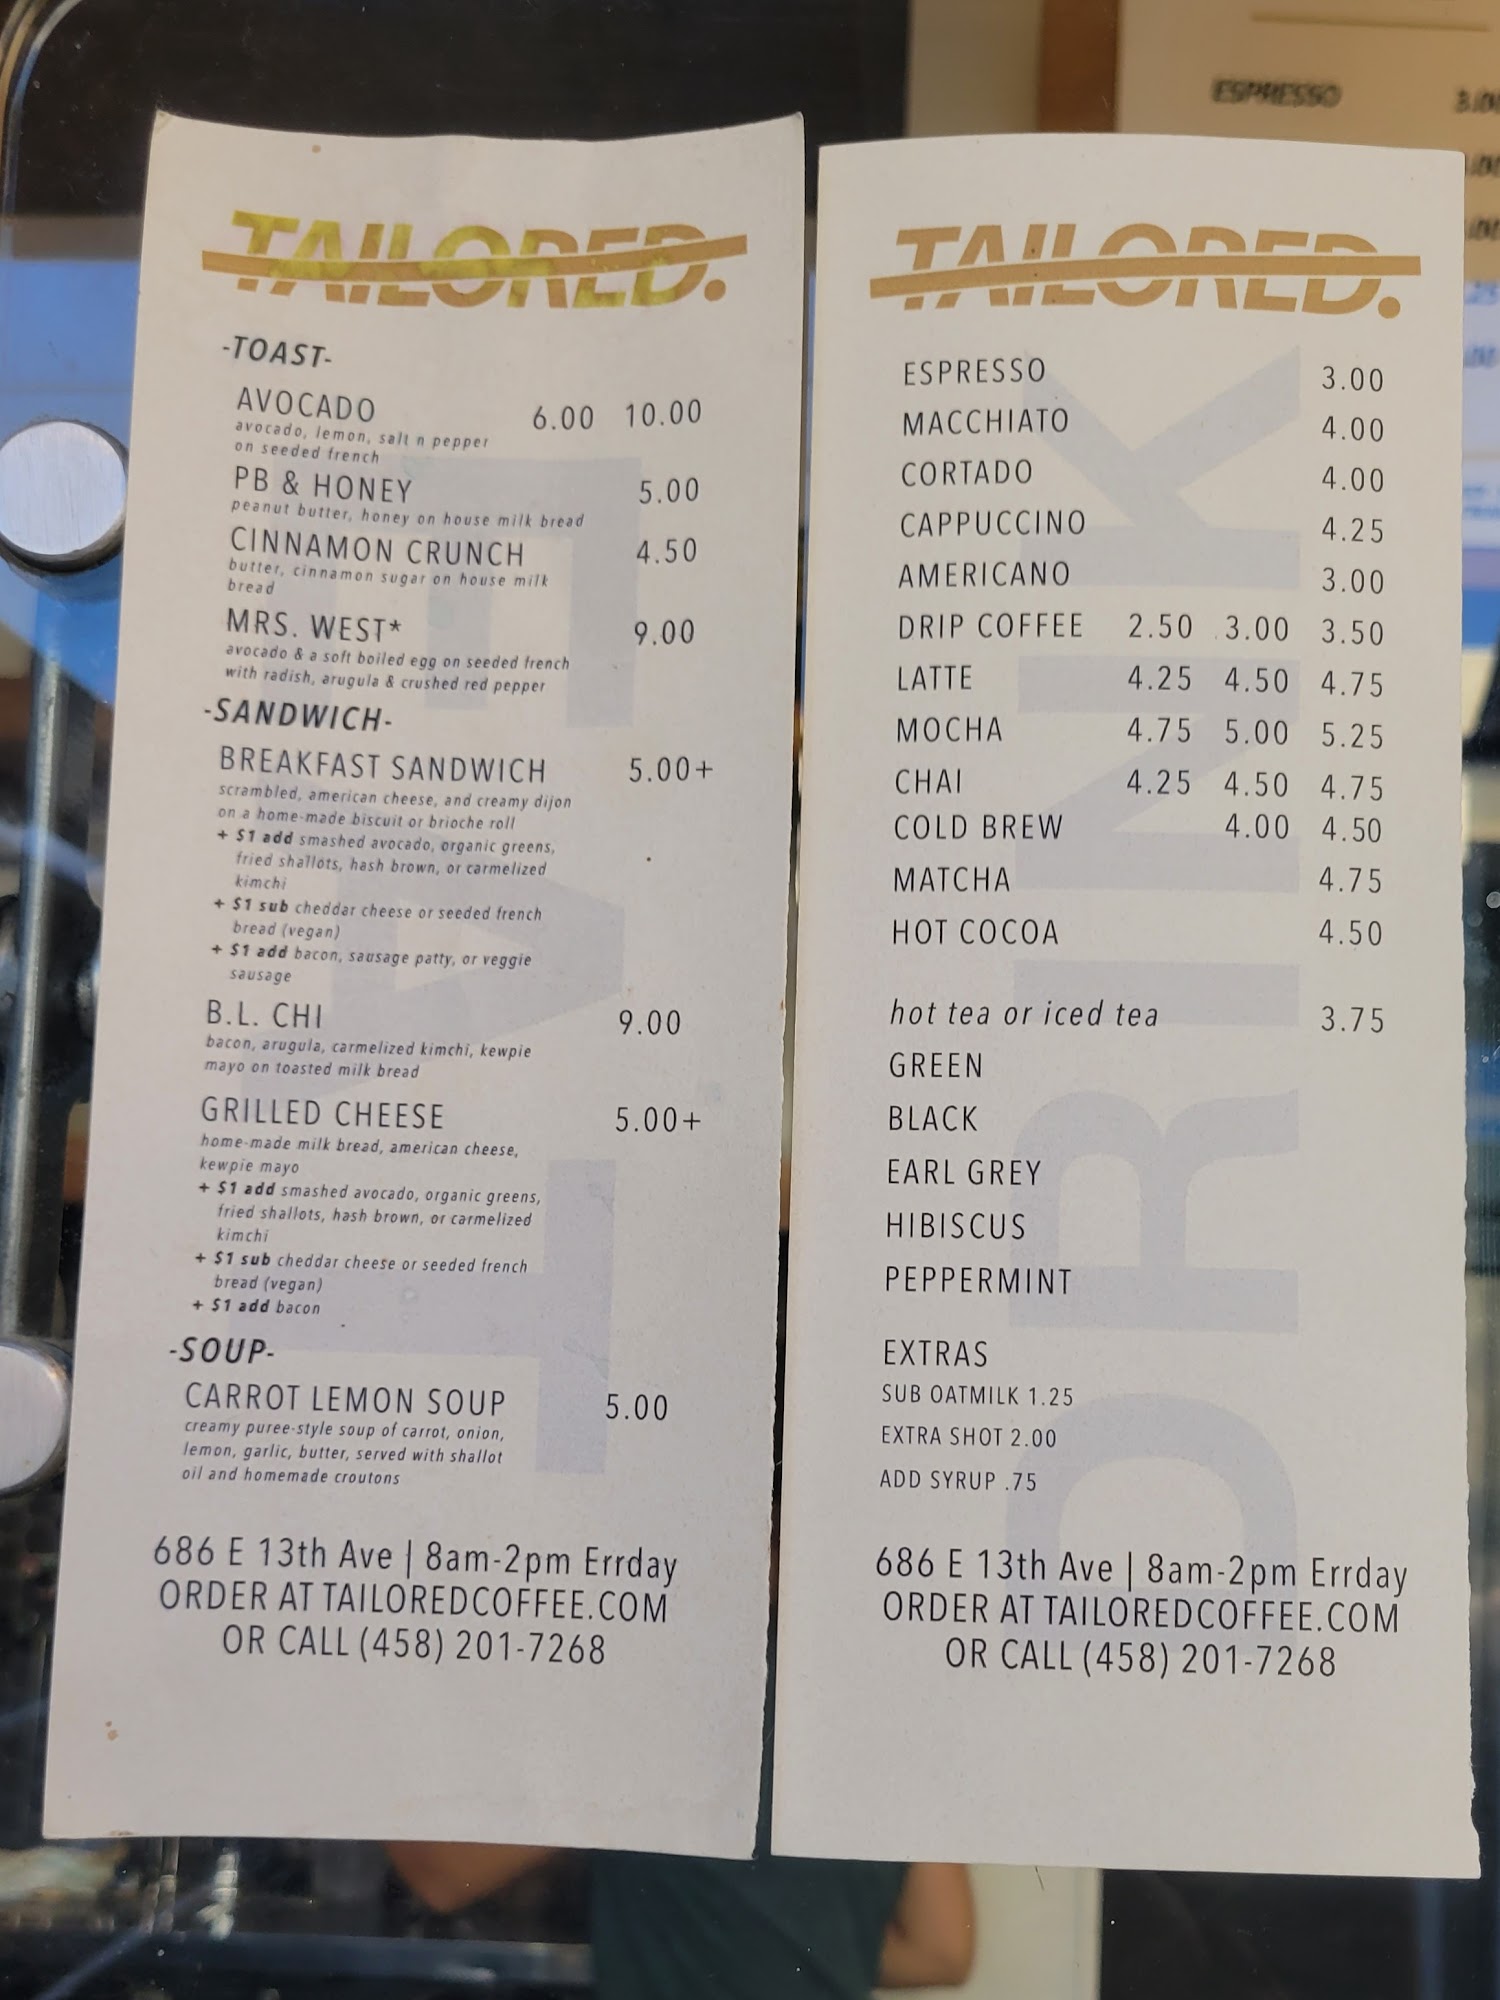 TAILORED.
-TOAST-
AVOCADO 6.00 10.00
avocado, lemon, salt n pepper
on seeded french
PB & HONEY 5.00
peanut butter, honey on house milk bread
CINNAMON CRUNCH 4.50
butter, cinnamon sugar on house milk
bread
MRS. WEST* 9.00
avocado & a soft boiled egg on seeded french
with radish, arugula & crushed red pepper
-SANDWICH-
BREAKFAST SANDWICH 5.00+
scrambled, american cheese, and creamy dijon
on a home-made biscuit or brioche roll
+ $1 add smashed avocado, organic greens,
fried shallots, hash brown, or carmelized
kimchi
+ $1 sub cheddar cheese or seeded french
bread (vegan)
+ $1 add bacon, sausage patty, or veggie
sausage
B.L. CHI 9.00
bacon, arugula, carmelized kimchi, kewpie
mayo on toasted milk bread
GRILLED CHEESE 5.00+
home-made milk bread, american cheese,
kewpie mayo
+ $1 add smashed avocado, organic greens,
fried shallots, hash brown, or carmelized
kimchi
+ $1 sub cheddar cheese or seeded french
bread (vegan)
+ $1 add bacon
-SOUP-
CARROT LEMON SOUP 5.00
creamy puree-style soup of carrot, onion,
lemon, garlic, butter, served with shallot
oil and homemade croutons
686 E 13th Ave | 8am-2pm Errday
ORDER AT TAILOREDCOFFEE.COM
OR CALL (458) 201-7268
EAT
TAILORED.
ESPRESSO 3.00
MACCHIATO 4.00
CORTADO 4.00
CAPPUCCINO 4.25
AMERICANO 3.00
DRIP COFFEE 2.50 3.00 3.50
LATTE 4.25 4.50 4.75
MOCHA 4.75 5.00 5.25
CHAI 4.25 4.50 4.75
COLD BREW 4.00 4.50
MATCHA 4.75
HOT COCOA 4.50
hot tea or iced tea 3.75
GREEN
BLACK
EARL GREY
HIBISCUS
PEPPERMINT
EXTRAS
SUB OATMILK 1.25
EXTRA SHOT 2.00
ADD SYRUP .75
686 E 13th Ave | 8am-2pm Errday
ORDER AT TAILOREDCOFFEE.COM
OR CALL (458) 201-7268
DRINK
ESPRESSO